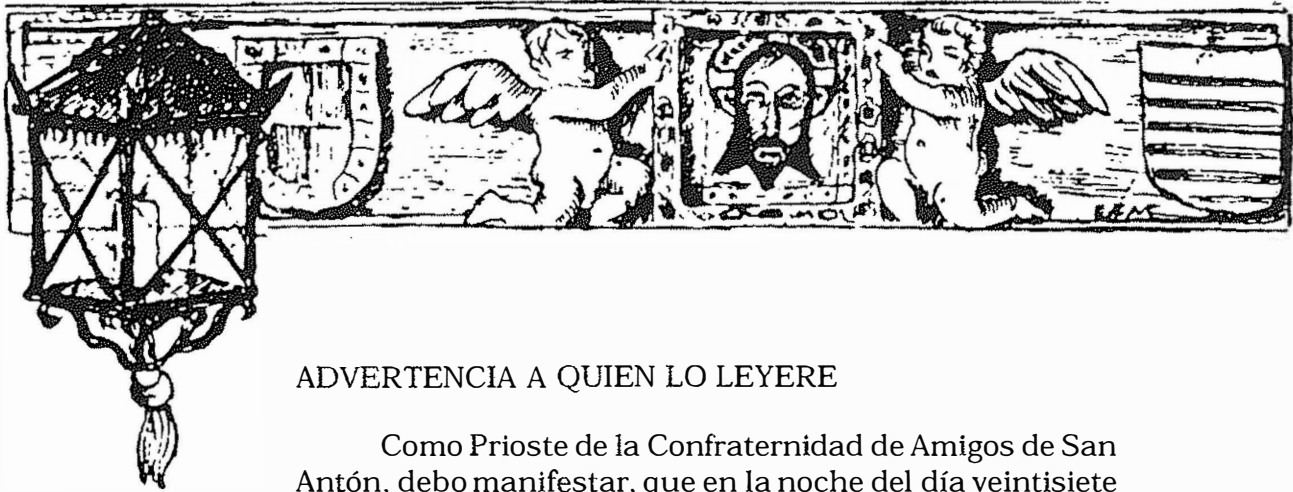 ADVERTENCIA A QUIEN LO LEYERE
Como Prioste de la Confraternidad de Amigos de San
Antón, debo manifestar, que en la noche del día veintisiete